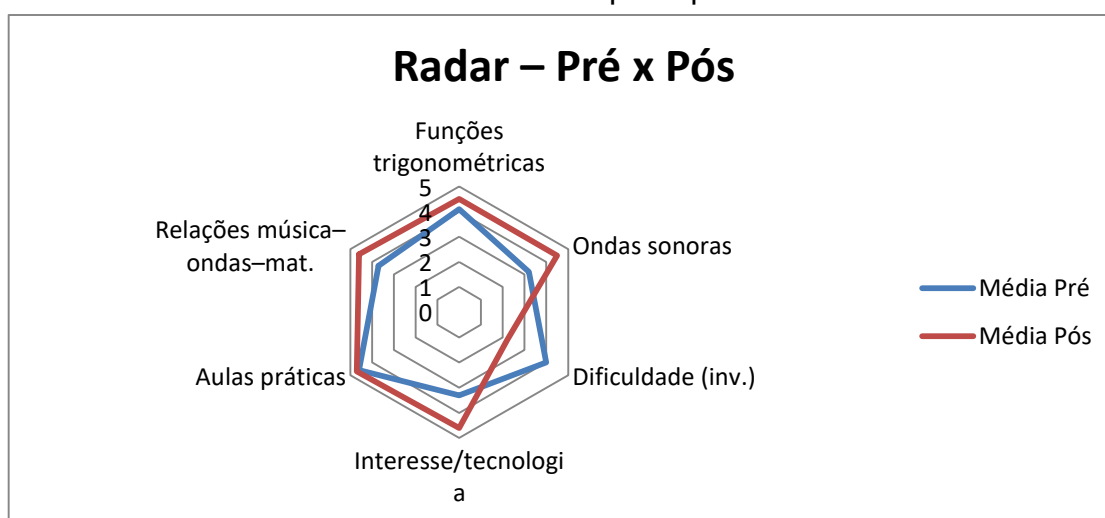 Radar – Pré x Pós
Funções
trigonométricas
5
4
3
2
1
0
Ondas sonoras
Dificuldade (inv.)
Interesse/tecnologi
a
Aulas práticas
Relações música–
ondas–mat.
Média Pré
Média Pós